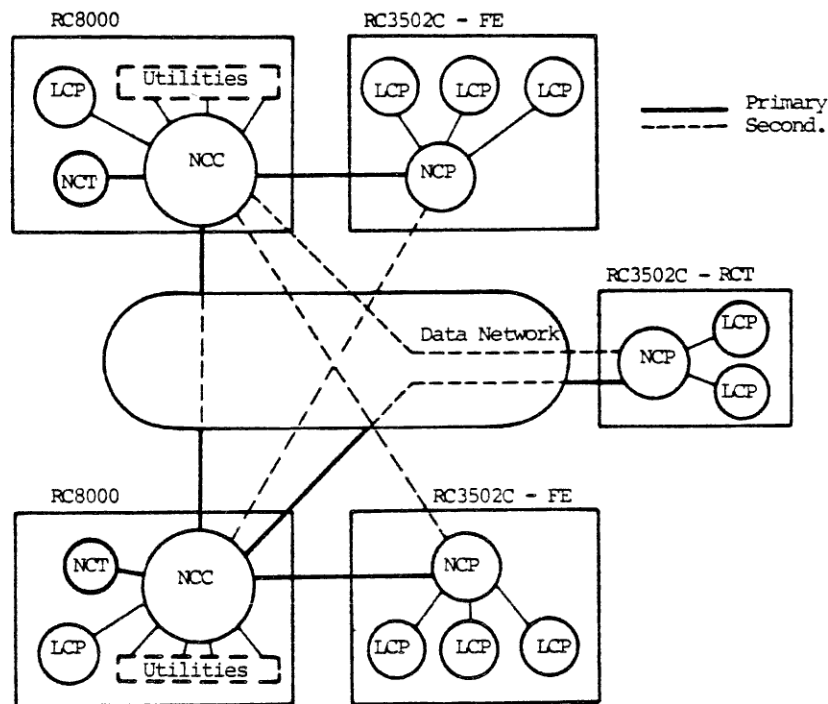 RC8000
RC3502C - FE
Utilities
LCP
LCP
LCP
LCP
Primary
Second.
NCC
NCT
NCP
RC3502C - RCT
Data Network
LCP
NCP
LCP
RC8000
RC3502C - FE
NCT
NCC
NCP
LCP
LCP
LCP
LCP
Utilities